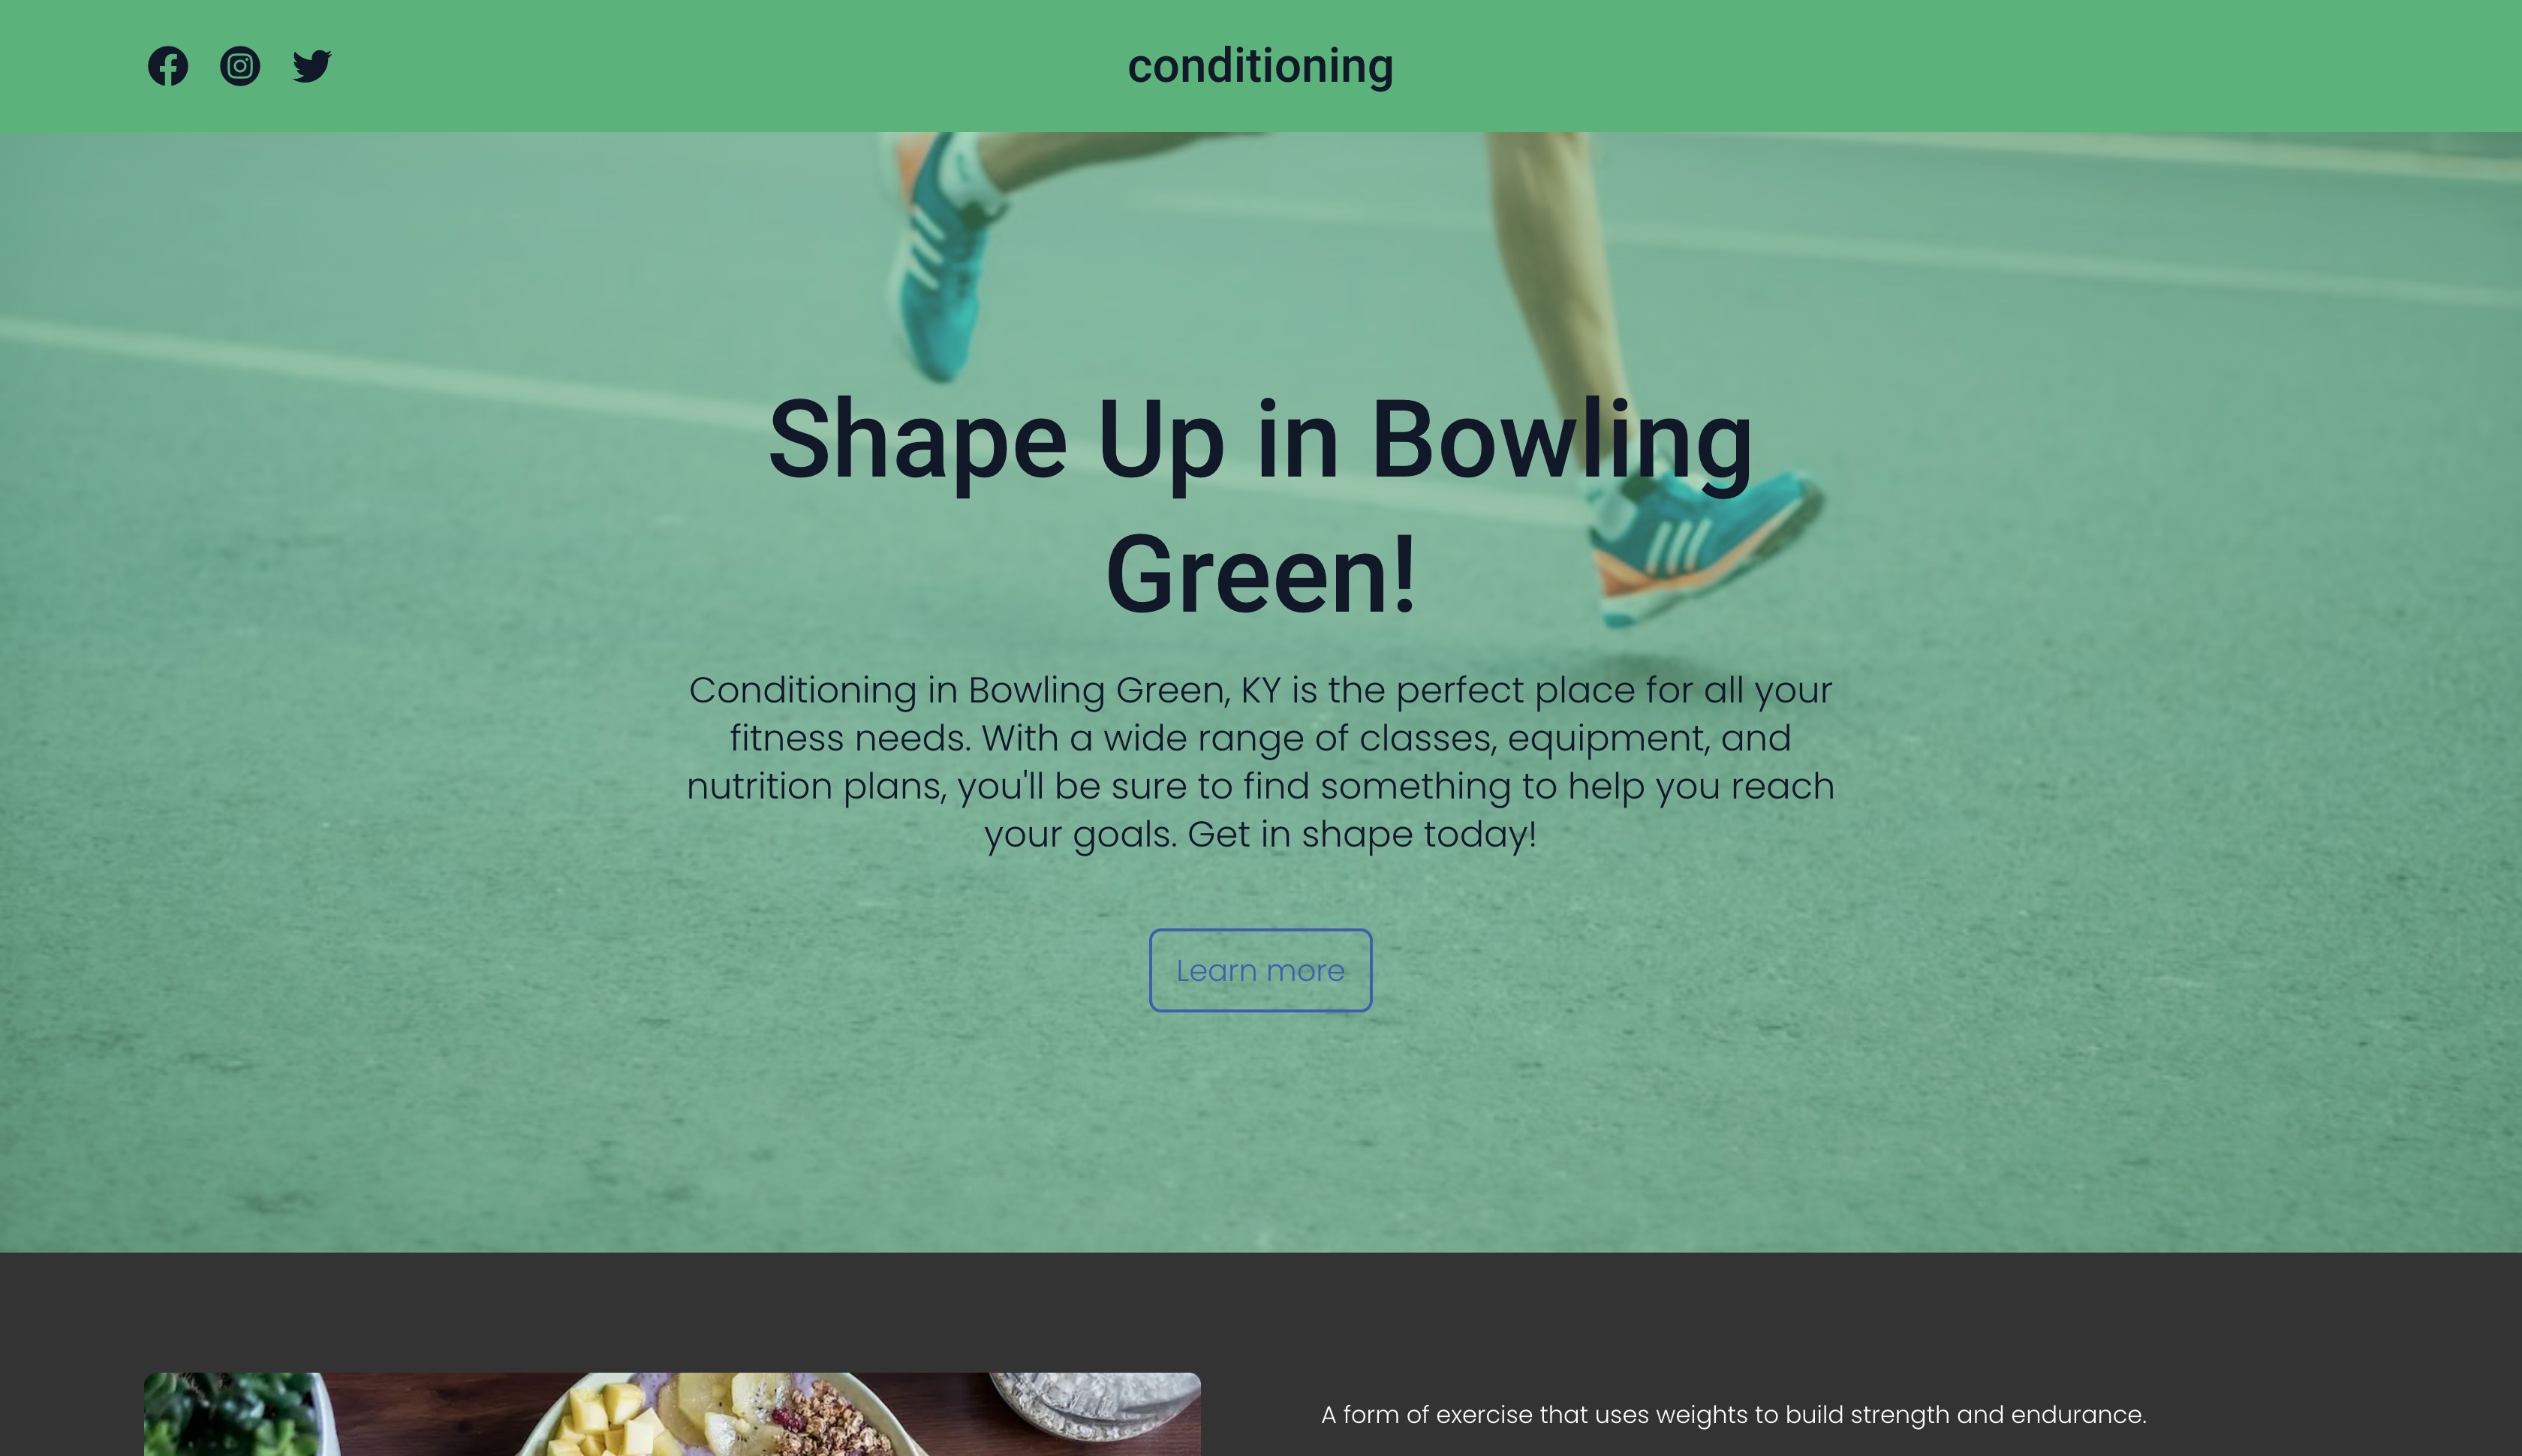 conditioning
Shape Up in Bowling
Green!
Conditioning in Bowling Green, KY is the perfect place for all your
fitness needs. With a wide range of classes, equipment, and
nutrition plans, you'll be sure to find something to help you reach
your goals. Get in shape today!
Learn more
A form of exercise that uses weights to build strength and endurance.